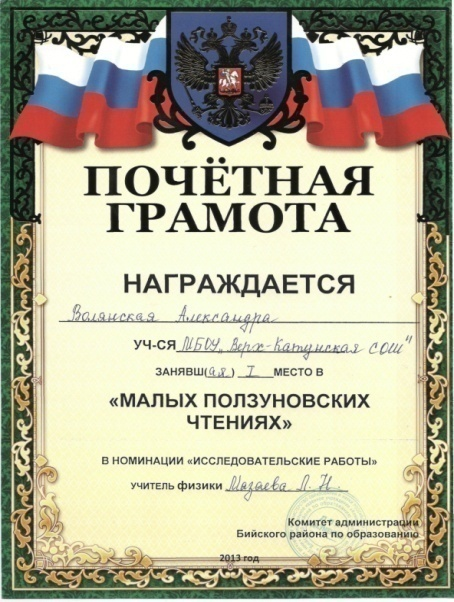 ПОЧЁТНАЯ
ГРАМОТА
НАГРАЖДАЕТСЯ
Волянская Александра
УЧ-СЯ МБОУ „Верх-Катунская СОШ"
ЗАНЯВШ(ая) I МЕСТО В
«МАЛЫХ ПОЛЗУНОВСКИХ
ЧТЕНИЯХ»
В НОМИНАЦИИ «ИССЛЕДОВАТЕЛЬСКИЕ РАБОТЫ»
УЧИТЕЛЬ физики Мазаева Л. Н.
Комитет администрации
Бийского района по образованию
2013 год